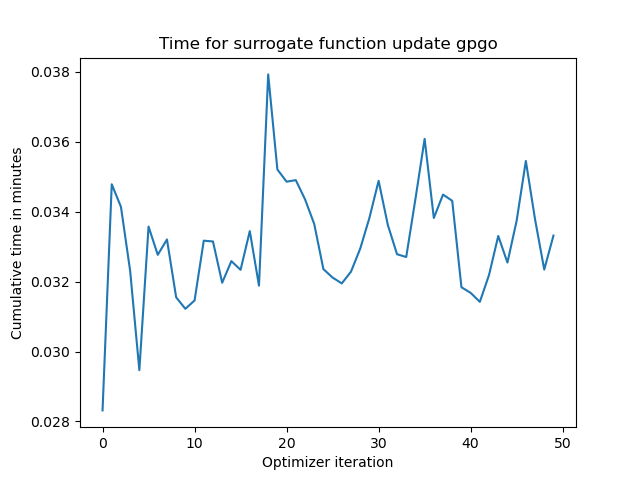 Time for surrogate function update gpgo
Cumulative time in minutes
0.038
0.036
0.034
0.032
0.030
0.028
0 10 20 30 40 50
Optimizer iteration